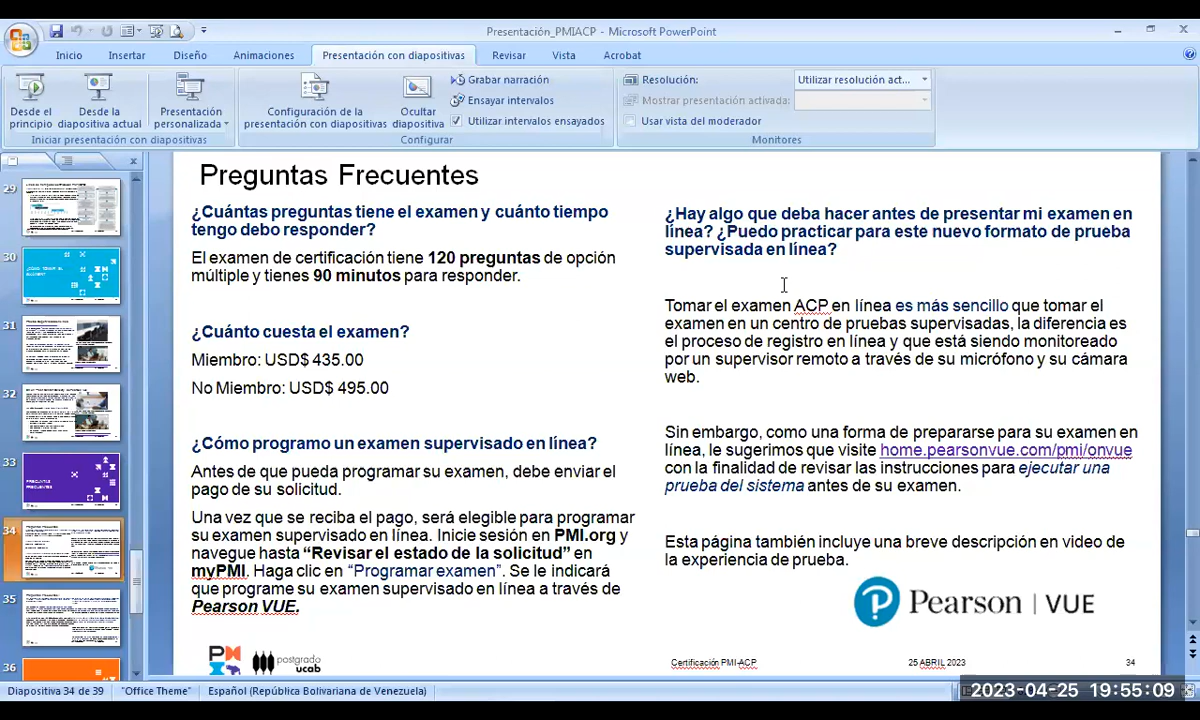 Presentación_PMIACP - Microsoft PowerPoint
Inicio Insertar Diseño Animaciones Presentación con diapositivas Revisar Vista Acrobat
Desde el principio
Desde la diapositiva actual
Presentación personalizada
Iniciar presentación con diapositivas
Configuración de la presentación con diapositivas
Ocultar diapositiva
Grabar narración
Ensayar intervalos
Utilizar intervalos ensayados
Configurar
Resolución: Utilizar resolución act...
Mostrar presentación activada:
Usar vista del moderador
Monitores
29
30
31
32
33
34
35
36
Preguntas Frecuentes
¿Cuántas preguntas tiene el examen y cuánto tiempo
tengo debo responder?
El examen de certificación tiene 120 preguntas de opción
múltiple y tienes 90 minutos para responder.
¿Cuánto cuesta el examen?
Miembro: USD$ 435.00
No Miembro: USD$ 495.00
¿Cómo programo un examen supervisado en línea?
Antes de que pueda programar su examen, debe enviar el
pago de su solicitud.
Una vez que se reciba el pago, será elegible para programar
su examen supervisado en línea. Inicie sesión en PMI.org y
navegue hasta “Revisar el estado de la solicitud” en
myPMI. Haga clic en “Programar examen”. Se le indicará
que programe su examen supervisado en línea a través de
Pearson VUE.
¿Hay algo que deba hacer antes de presentar mi examen en
línea? ¿Puedo practicar para este nuevo formato de prueba
supervisada en línea?
Tomar el examen ACP en línea es más sencillo que tomar el
examen en un centro de pruebas supervisadas, la diferencia es
el proceso de registro en línea y que está siendo monitoreado
por un supervisor remoto a través de su micrófono y su cámara
web.
Sin embargo, como una forma de prepararse para su examen en
línea, le sugerimos que visite home.pearsonvue.com/pmi/onvue
con la finalidad de revisar las instrucciones para ejecutar una
prueba del sistema antes de su examen.
Esta página también incluye una breve descripción en video de
la experiencia de prueba.
Pearson | VUE
postgrado
ucab
Certificación PMI-ACP 25 ABRIL 2023 34
Diapositiva 34 de 39 "Office Theme" Español (República Bolivariana de Venezuela)
2023-04-25 19:55:09